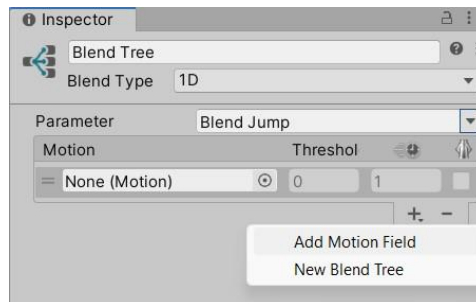 Inspector
Blend Tree
Blend Type 1D
Parameter Blend Jump
Motion Threshol
None (Motion) 0 1
Add Motion Field
New Blend Tree